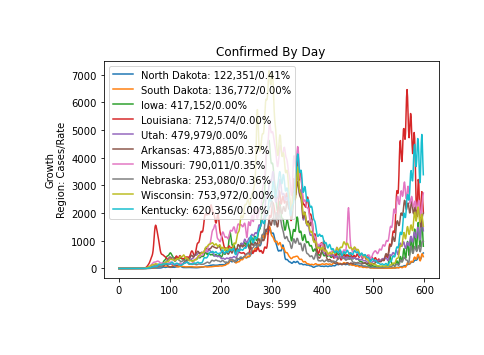 Confirmed By Day
Growth
Region: Cases/Rate
7000
6000
5000
4000
3000
2000
1000
0
North Dakota: 122,351/0.41%
South Dakota: 136,772/0.00%
Iowa: 417,152/0.00%
Louisiana: 712,574/0.00%
Utah: 479,979/0.00%
Arkansas: 473,885/0.37%
Missouri: 790,011/0.35%
Nebraska: 253,080/0.36%
Wisconsin: 753,972/0.00%
Kentucky: 620,356/0.00%
0 100 200 300 400 500 600
Days: 599